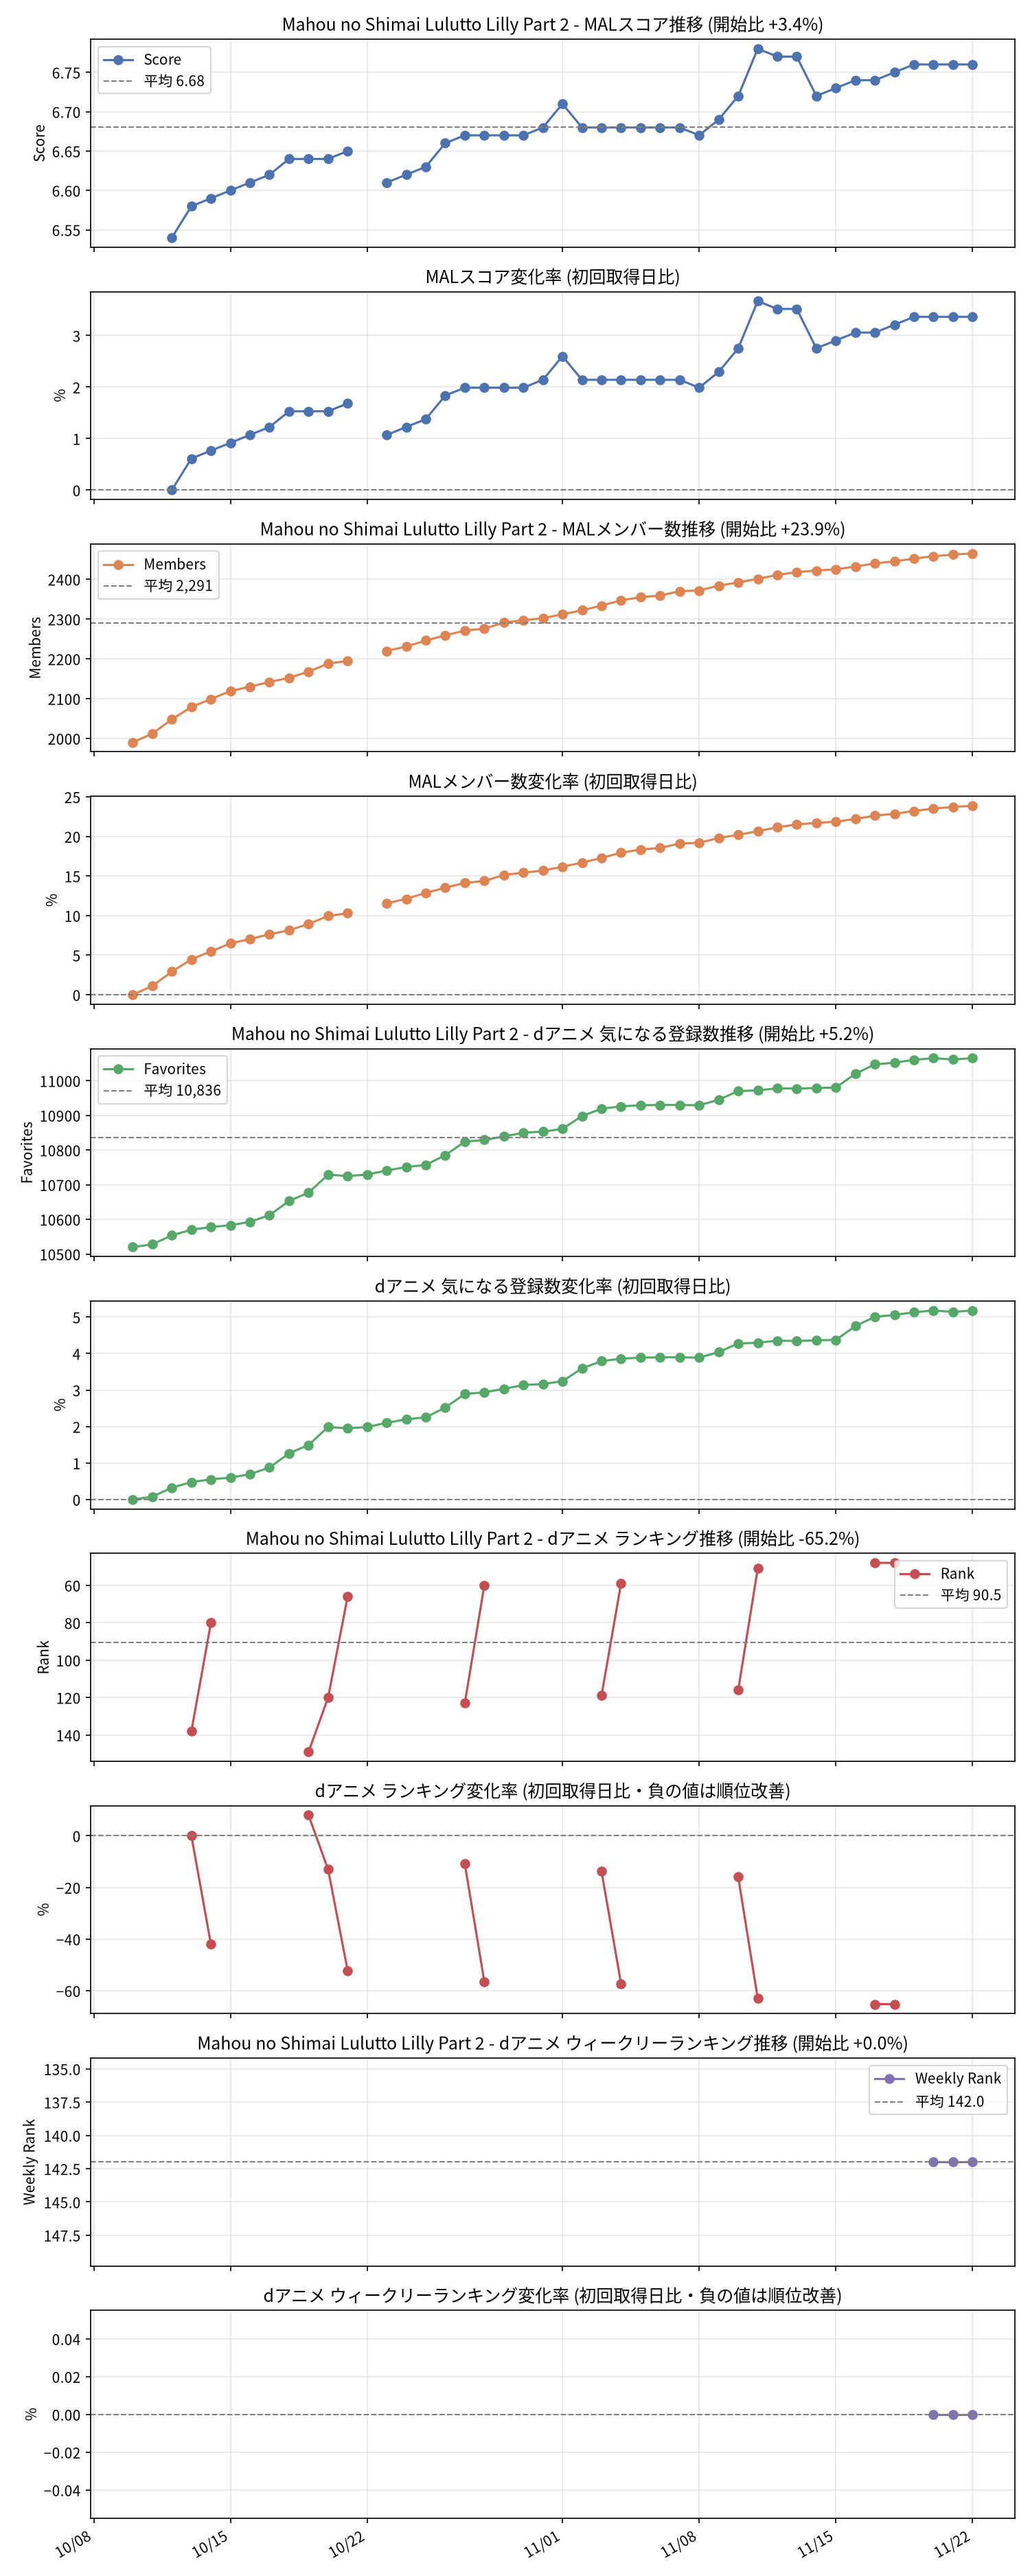 Mahou no Shimai Lulutto Lilly Part 2 - MALスコア推移 (開始比 +3.4%)
Score
平均 6.68
Score
6.75
6.70
6.65
6.60
6.55
MALスコア変化率 (初回取得日比)
%
3
2
1
0
Mahou no Shimai Lulutto Lilly Part 2 - MALメンバー数推移 (開始比 +23.9%)
Members
平均 2,291
Members
2400
2300
2200
2100
2000
MALメンバー数変化率 (初回取得日比)
%
25
20
15
10
5
0
Mahou no Shimai Lulutto Lilly Part 2 - dアニメ 気になる登録数推移 (開始比 +5.2%)
Favorites
平均 10,836
Favorites
11000
10900
10800
10700
10600
10500
dアニメ 気になる登録数変化率 (初回取得日比)
%
5
4
3
2
1
0
Mahou no Shimai Lulutto Lilly Part 2 - dアニメ ランキング推移 (開始比 -65.2%)
Rank
平均 90.5
Rank
60
80
100
120
140
dアニメ ランキング変化率 (初回取得日比・負の値は順位改善)
%
0
−20
−40
−60
Mahou no Shimai Lulutto Lilly Part 2 - dアニメ ウィークリーランキング推移 (開始比 +0.0%)
Weekly Rank
平均 142.0
Weekly Rank
135.0
137.5
140.0
142.5
145.0
147.5
dアニメ ウィークリーランキング変化率 (初回取得日比・負の値は順位改善)
%
0.04
0.02
0.00
−0.02
−0.04
10/08
10/15
10/22
11/01
11/08
11/15
11/22